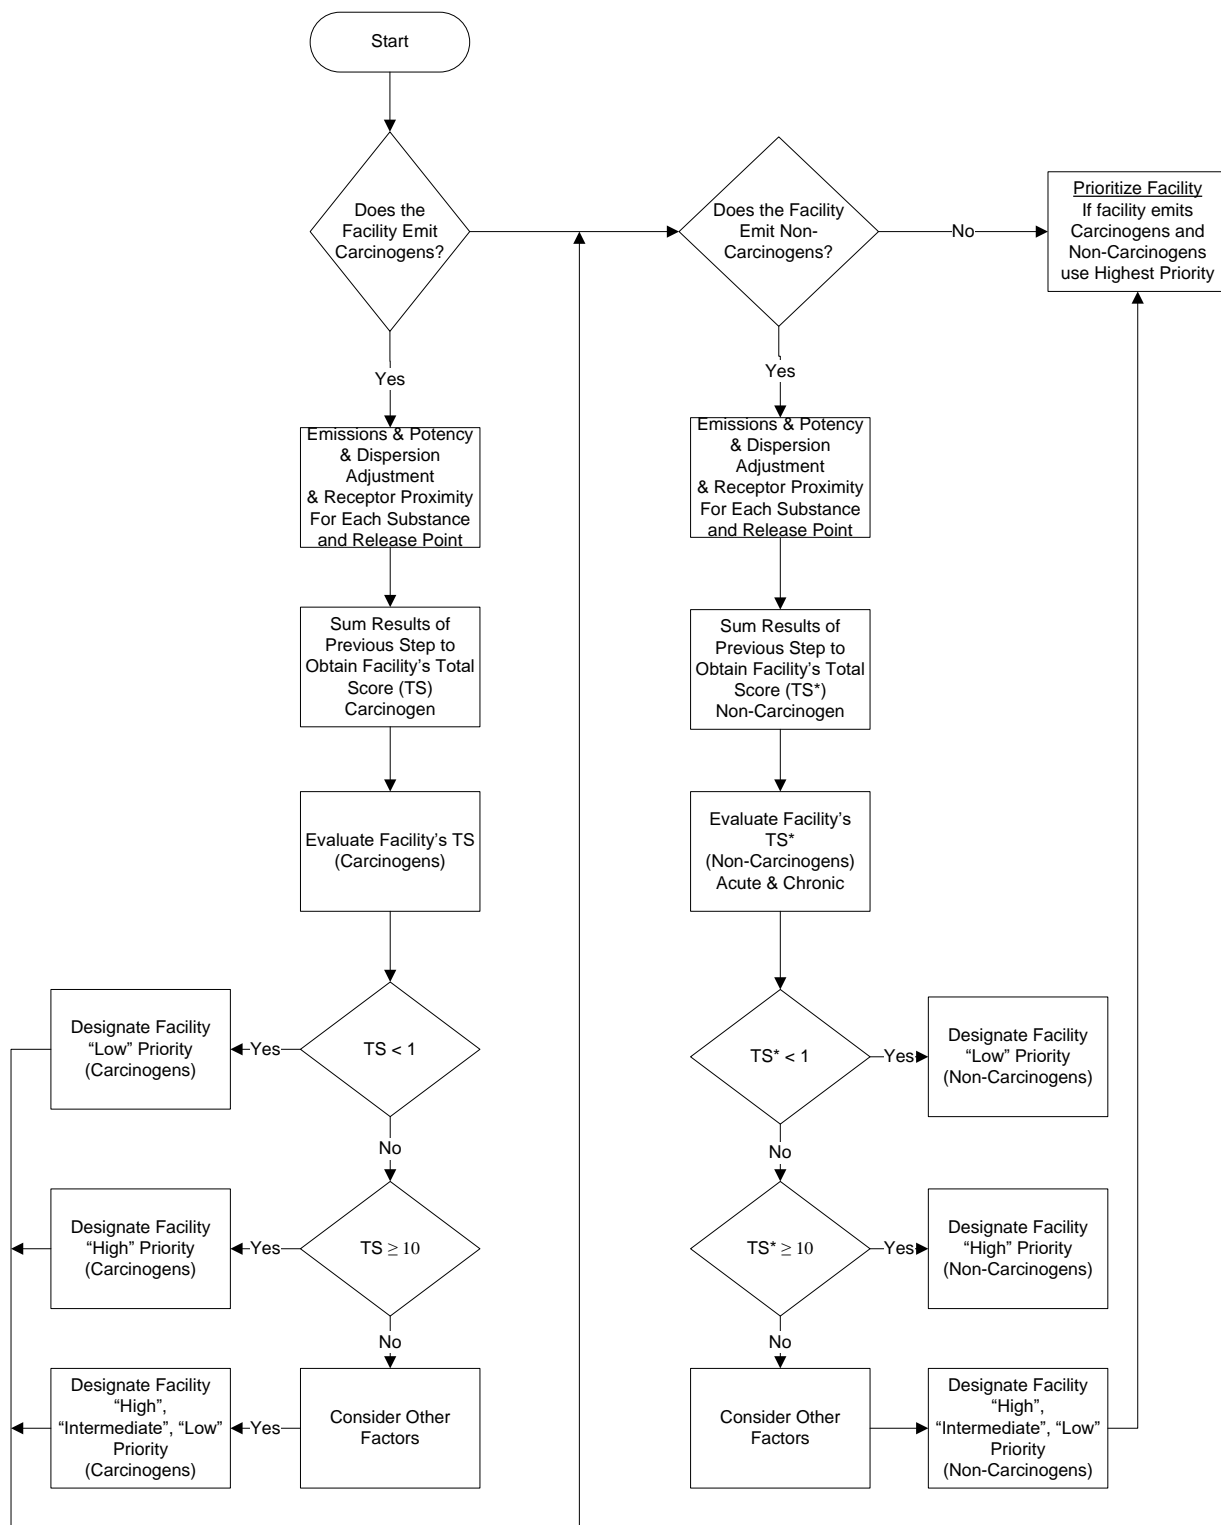 Start
Does the
Facility Emit
Carcinogens?
Does the Facility
Emit Non-
Carcinogens?
No
Prioritize Facility
If facility emits
Carcinogens and
Non-Carcinogens
use Highest Priority
Yes
Yes
Emissions & Potency
& Dispersion
Adjustment
& Receptor Proximity
For Each Substance
and Release Point
Emissions & Potency
& Dispersion
Adjustment
& Receptor Proximity
For Each Substance
and Release Point
Sum Results of
Previous Step to
Obtain Facility’s Total
Score (TS)
Carcinogen
Sum Results of
Previous Step to
Obtain Facility’s Total
Score (TS*)
Non-Carcinogen
Evaluate Facility’s TS
(Carcinogens)
Evaluate Facility’s
TS*
(Non-Carcinogens)
Acute & Chronic
Designate Facility
“Low” Priority
(Carcinogens)
Yes
TS < 1
TS* < 1
Yes
Designate Facility
“Low” Priority
(Non-Carcinogens)
No
No
Designate Facility
“High” Priority
(Carcinogens)
Yes
TS ≥ 10
TS* ≥ 10
Yes
Designate Facility
“High” Priority
(Non-Carcinogens)
No
No
Designate Facility
“High”,
“Intermediate”, “Low”
Priority
(Carcinogens)
Yes
Consider Other
Factors
Consider Other
Factors
Designate Facility
“High”,
“Intermediate”, “Low”
Priority
(Non-Carcinogens)